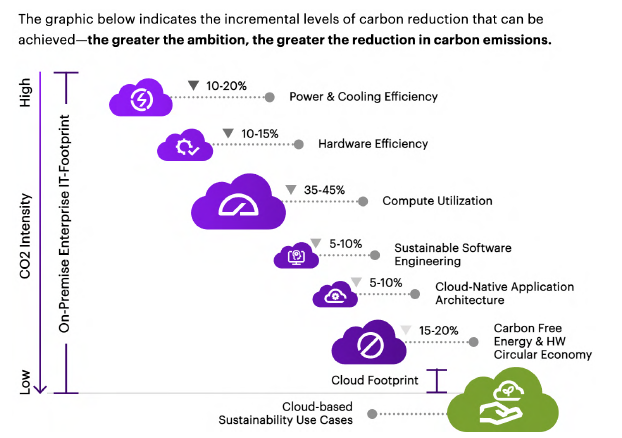 The graphic below indicates the incremental levels of carbon reduction that can be
achieved—the greater the ambition, the greater the reduction in carbon emissions.
High
CO2 Intensity
Low
On-Premise Enterprise IT-Footprint
10-20%
Power & Cooling Efficiency
10-15%
Hardware Efficiency
35-45%
Compute Utilization
5-10%
Sustainable Software
Engineering
5-10%
Cloud-Native Application
Architecture
15-20%
Carbon Free
Energy & HW
Circular Economy
Cloud Footprint
Cloud-based
Sustainability Use Cases